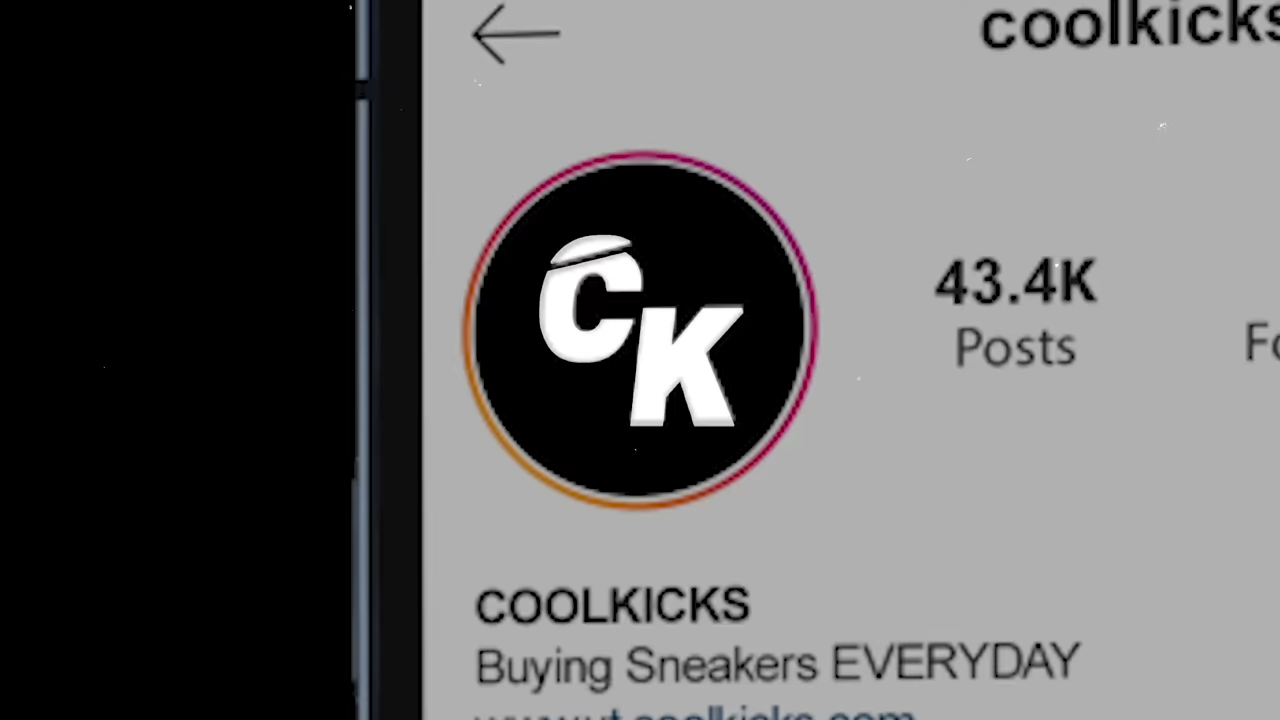 coolkicks
CK
43.4K
Posts
COOLKICKS
Buying Sneakers EVERYDAY